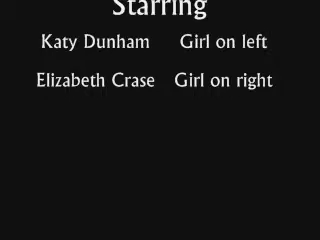 Starring
Katy Dunham Girl on left
Elizabeth Crase Girl on right